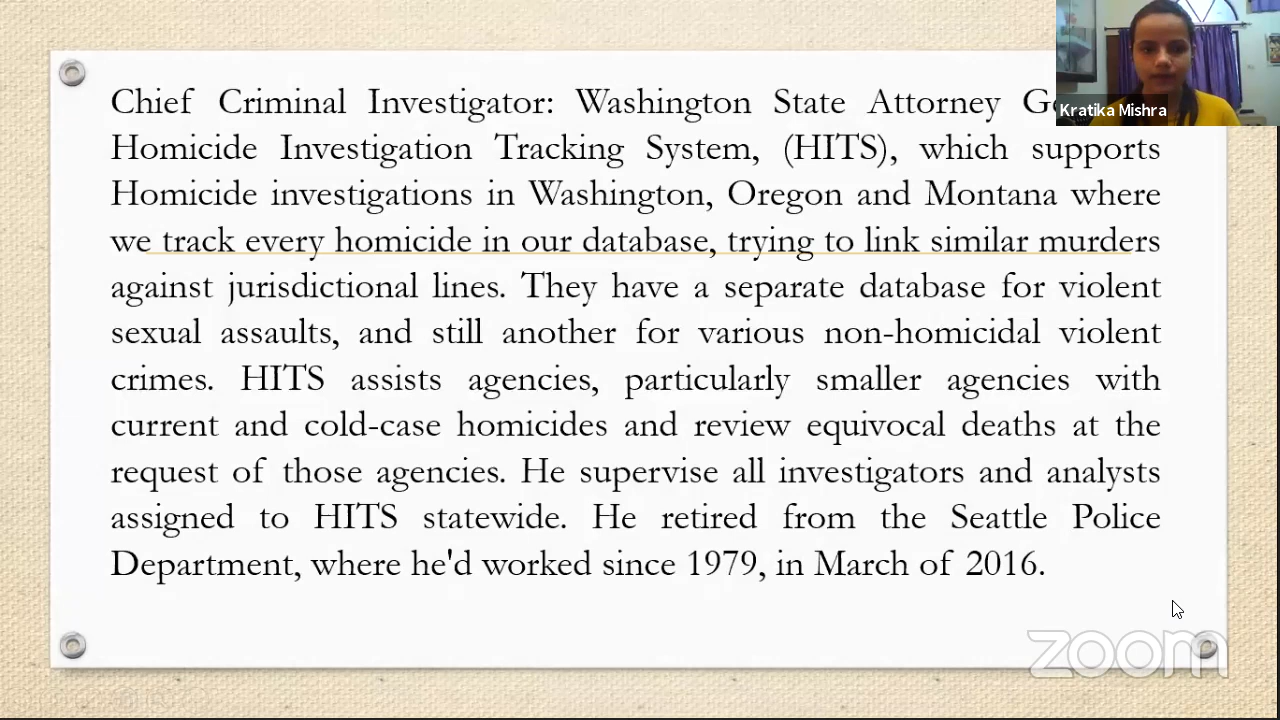 Chief Criminal Investigator: Washington State Attorney
Homicide Investigation Tracking System, (HITS), which supports
Homicide investigations in Washington, Oregon and Montana where
we track every homicide in our database, trying to link similar murders
against jurisdictional lines. They have a separate database for violent
sexual assaults, and still another for various non-homicidal violent
crimes. HITS assists agencies, particularly smaller agencies with
current and cold-case homicides and review equivocal deaths at the
request of those agencies. He supervise all investigators and analysts
assigned to HITS statewide. He retired from the Seattle Police
Department, where he'd worked since 1979, in March of 2016.
Kratika Mishra
zoom